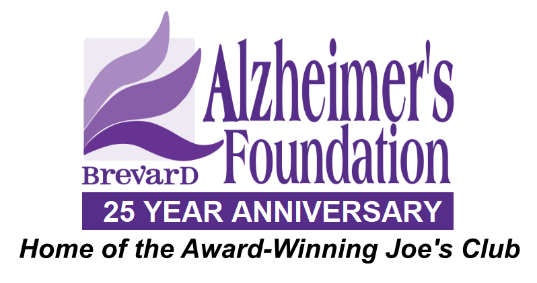 Alzheimer's
Foundation
BrevarD
25 YEAR ANNIVERSARY
Home of the Award-Winning Joe's Club